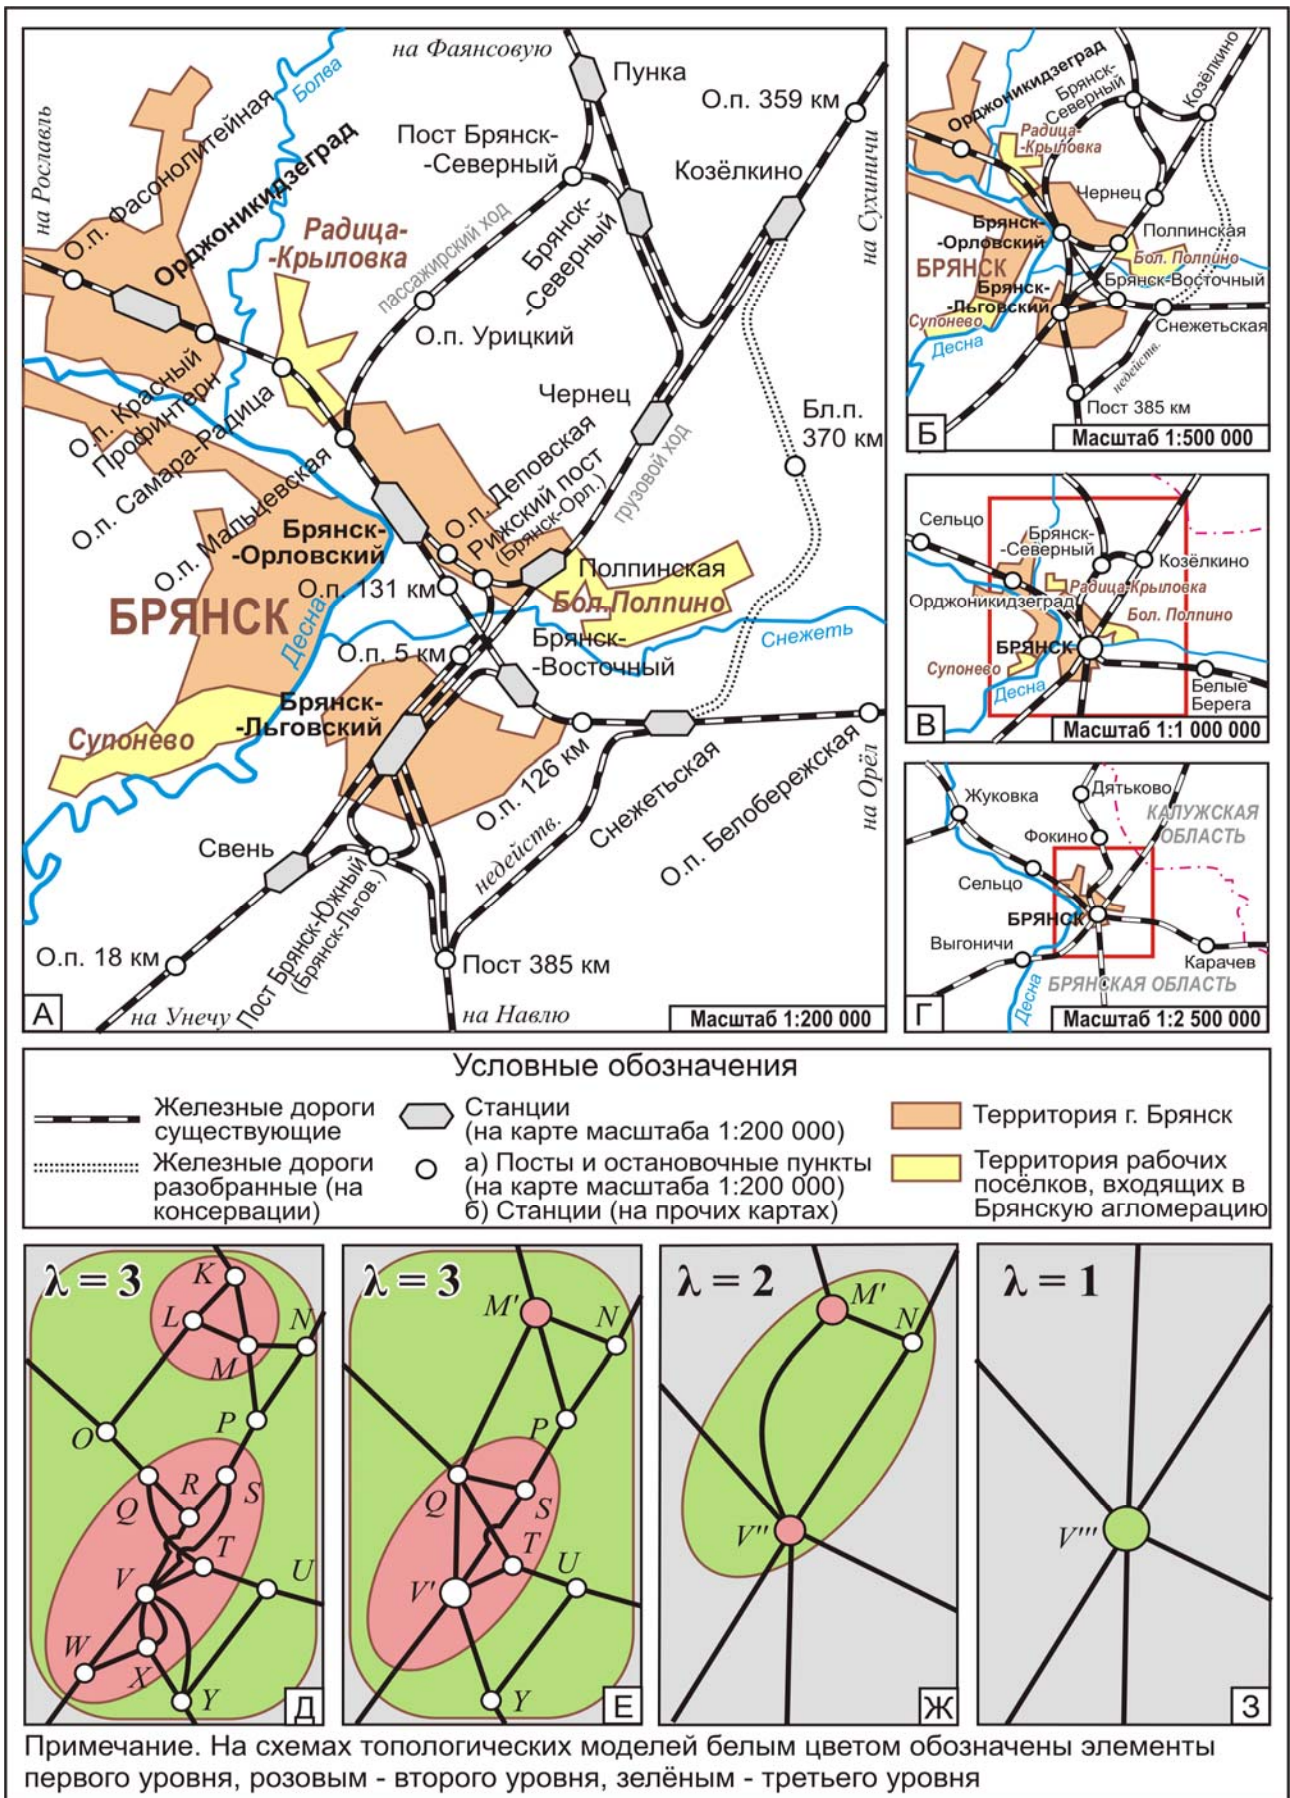 на Фаянсовую
Пунка
О.п. 359 км
Болва
на Рославль
О.п. Фасонолитейная
Орджоникидзеград
Пост Брянск-
-Северный
Козёлкино
на Сухиничи
Радица-
-Крыловка
пассажирский ход
Брянск-
-Северный
О.п. Урицкий
О.п. Красный
Профинтерн
О.п. Самара-Радица
О.п. Мальцевская
Чернец
Бл.п.
370 км
О.п. Деповская
Рижский пост
(Брянск-Орл.)
грузовой ход
Брянск-
-Орловский
О.п. 131 км
Полпинская
БРЯНСК
Бол.Полпино
Десна
Снежеть
О.п. 5 км
Брянск-
-Восточный
Брянск-
-Льговский
Супонево
О.п. 126 км
Снежетьская
О.п. Белобережская
на Орёл
недейств.
Свень
Пост Брянск-Южный
(Брянск-Льгов.)
О.п. 18 км
Пост 385 км
на Унечу
на Навлю
А
Масштаб 1:200 000
Орджоникидзеград
Брянск-
-Северный
Козёлкино
Радица-
-Крыловка
Чернец
Брянск-
-Орловский
Полпинская
БРЯНСК
Бол. Полпино
Брянск-
-Льговский
Брянск-Восточный
Супонево
Снежетьская
Десна
недейств.
Пост 385 км
Б
Масштаб 1:500 000
Сельцо
Брянск-
-Северный
Козёлкино
Радица-Крыловка
Орджоникидзеград
Бол. Полпино
БРЯНСК
Супонево
Десна
Белые
Берега
В
Масштаб 1:1 000 000
Жуковка
Дятьково
КАЛУЖСКАЯ
ОБЛАСТЬ
Фокино
Сельцо
БРЯНСК
Выгоничи
Карачев
Десна
БРЯНСКАЯ ОБЛАСТЬ
Г
Масштаб 1:2 500 000
Условные обозначения
Железные дороги
существующие
Железные дороги
разобранные (на
консервации)
Станции
(на карте масштаба 1:200 000)
а) Посты и остановочные пункты
(на карте масштаба 1:200 000)
б) Станции (на прочих картах)
Территория г. Брянск
Территория рабочих
посёлков, входящих в
Брянскую агломерацию
λ = 3
K
L
M
N
O
P
Q
R
S
T
U
V
W
X
Y
Д
λ = 3
M'
N
P
Q
S
T
U
V'
Y
Е
λ = 2
M'
N
V''
Ж
λ = 1
V'''
З
Примечание. На схемах топологических моделей белым цветом обозначены элементы
первого уровня, розовым - второго уровня, зелёным - третьего уровня